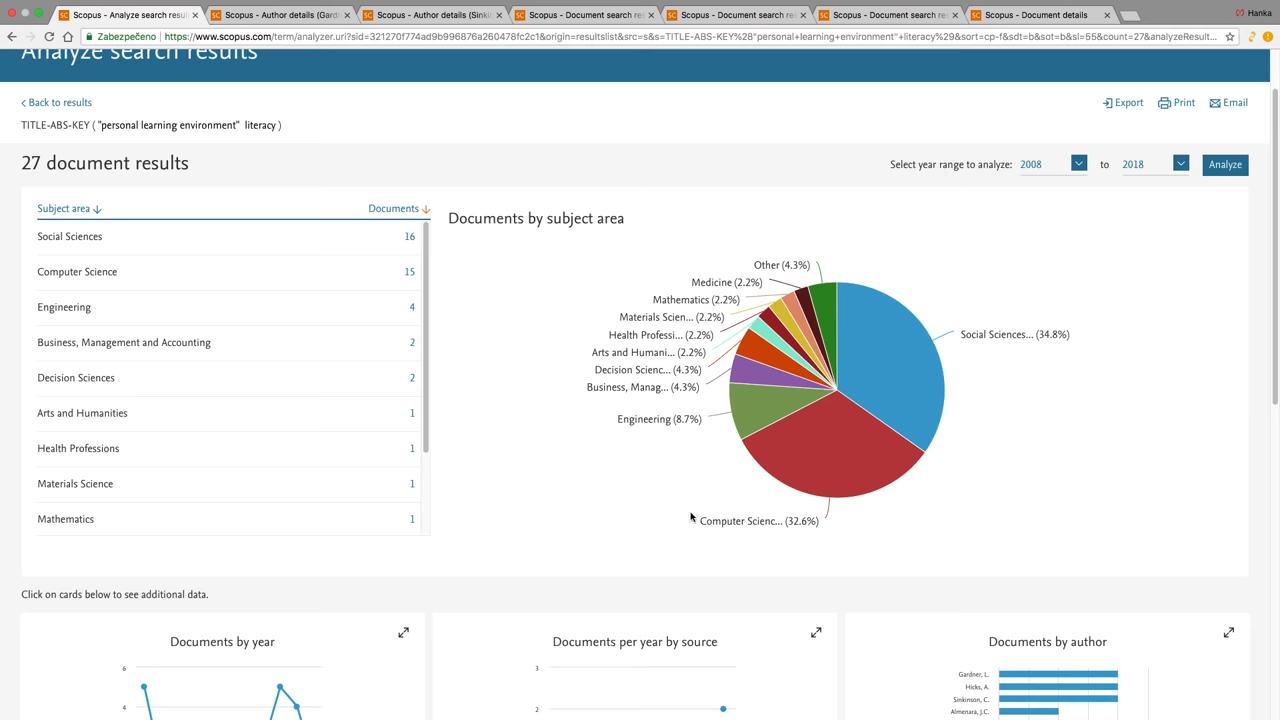 Scopus - Analyze search resul
Scopus - Author details (Gard
Scopus - Author details (Sinki
Scopus - Document search re
Scopus - Document search re
Scopus - Document search re
Scopus - Document details
Hanka
Zabezpečeno https://www.scopus.com/term/analyzer.uri?sid=321270f774ad9b996876a260478fc2c1&origin=resultslist&src=s&s=TITLE-ABS-KEY%28"personal+learning+environment"+literacy%29&sort=cp-f&sdt=b&sot=b&sl=55&count=27&analyzeResult...
Analyze search results
Back to results
Export Print Email
TITLE-ABS-KEY ( "personal learning environment" literacy )
27 document results
Select year range to analyze: 2008 to 2018 Analyze
Subject area Documents
Social Sciences 16
Computer Science 15
Engineering 4
Business, Management and Accounting 2
Decision Sciences 2
Arts and Humanities 1
Health Professions 1
Materials Science 1
Mathematics 1
Documents by subject area
Other (4.3%)
Medicine (2.2%)
Mathematics (2.2%)
Materials Scien... (2.2%)
Health Professi... (2.2%)
Arts and Humani... (2.2%)
Decision Scienc... (4.3%)
Business, Manag... (4.3%)
Engineering (8.7%)
Social Sciences... (34.8%)
Computer Scienc... (32.6%)
Click on cards below to see additional data.
Documents by year
6
4
Documents per year by source
3
2
Documents by author
Gardner, L.
Hicks, A.
Sinkinson, C.
Almenara, J.C.